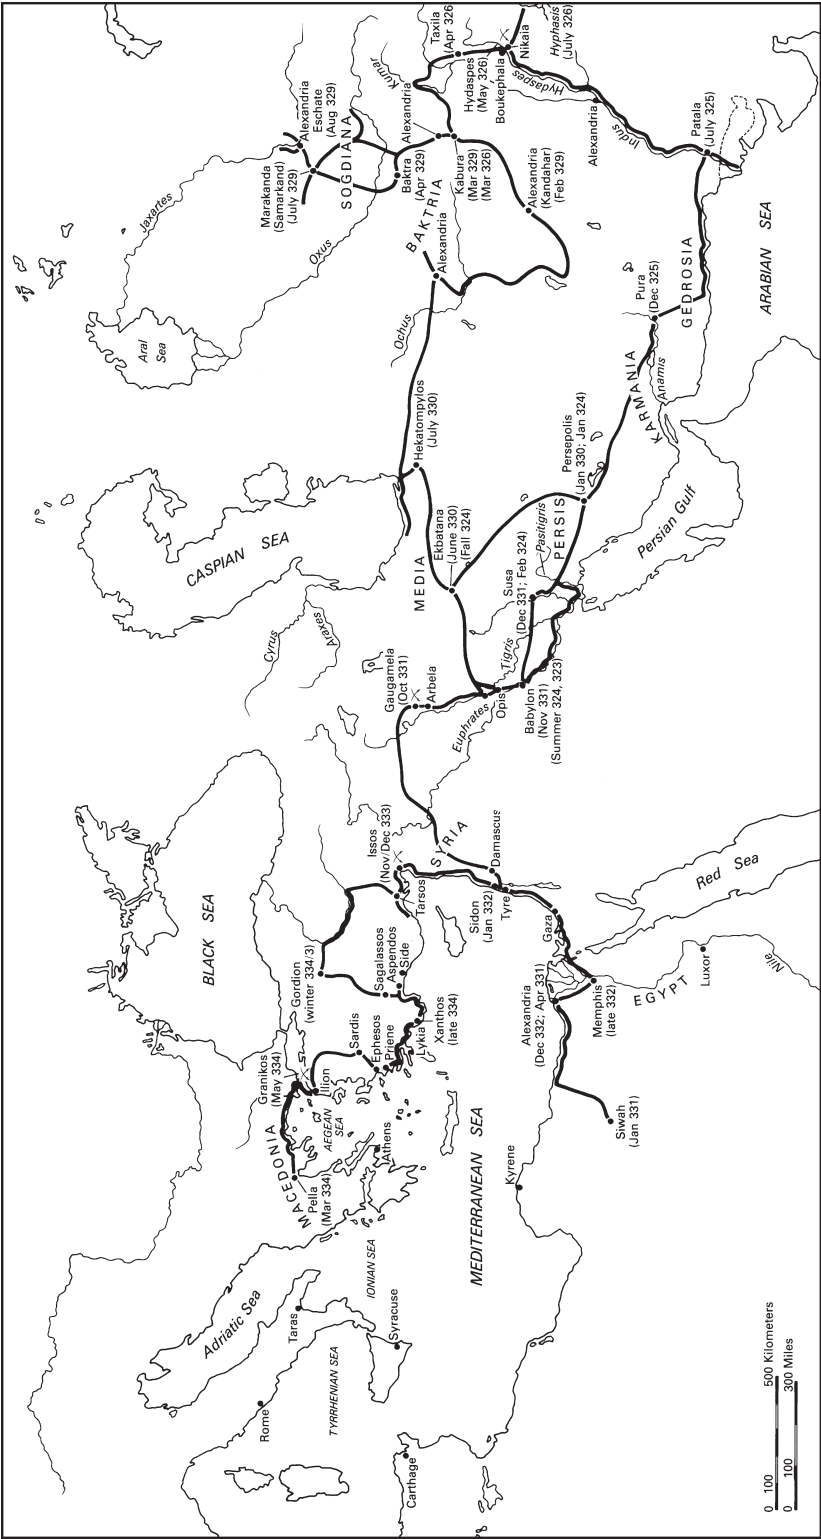 Rome
Carthage
TYRRHENIAN SEA
Adriatic Sea
Taras
Syracuse
IONIAN SEA
MACEDONIA
Pella
(Mar 334)
Athens
AEGEAN
SEA
Granikos
(May 334)
Ilion
Sardis
Ephesos
Priene
Lykia
Xanthos
(late 334)
Sagalassos
Aspendos
Side
Gordion
(winter 334/3)
BLACK SEA
MEDITERRANEAN SEA
Kyrene
Siwah
(Jan 331)
Alexandria
(Dec 332; Apr 331)
Memphis
(late 332)
EGYPT
Luxor
Nile
Red Sea
Gaza
Tyre
Sidon
(Jan 332)
Damascus
SYRIA
Tarsos
Issos
(Nov/Dec 333)
Gaugamela
(Oct 331)
Arbela
Euphrates
Tigris
Opis
Babylon
(Nov 331)
(Summer 324, 323)
Cyrus
Araxes
CASPIAN SEA
MEDIA
Ekbatana
(June 330)
(Fall 324)
Susa
(Dec 331; Feb 324)
Pasitigris
PERSIS
Persepolis
(Jan 330; Jan 324)
Persian Gulf
Hekatompylos
(July 330)
KARMANIA
Anamis
Pura
(Dec 325)
GEDROSIA
ARABIAN SEA
Aral
Sea
Jaxartes
Oxus
Ochus
BAKTRIA
Alexandria
Alexandria
(Kandahar)
(Feb 329)
Kabura
(Mar 329)
(Mar 326)
Alexandria
Baktra
(Apr 329)
SOGDIANA
Marakanda
(Samarkand)
(July 329)
Alexandria
Eschate
(Aug 329)
Kumar
Taxila
(Apr 326
Hydaspes
(May 326)
Boukephala
Nikaia
Hyphasis
(July 326)
Hydaspes
Alexandria
Indus
Patala
(July 325)
0 100 500 Kilometers
0 100 300 Miles